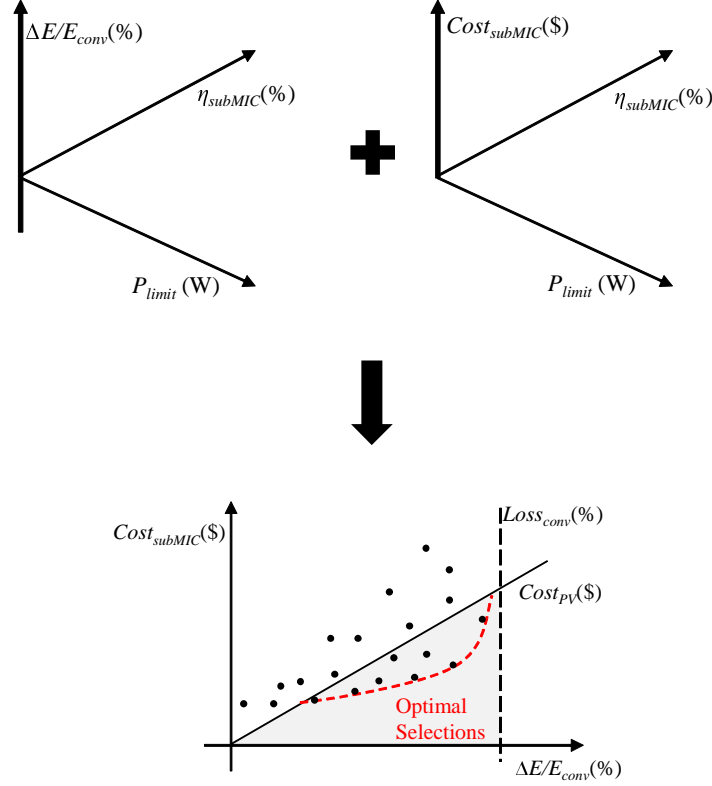 ΔE/E_conv(%)
Cost_subMIC($)
η_subMIC(%)
η_subMIC(%)
P_limit (W)
P_limit (W)
Loss_conv(%)
Cost_subMIC($)
Cost_PV($)
Optimal
Selections
ΔE/E_conv(%)